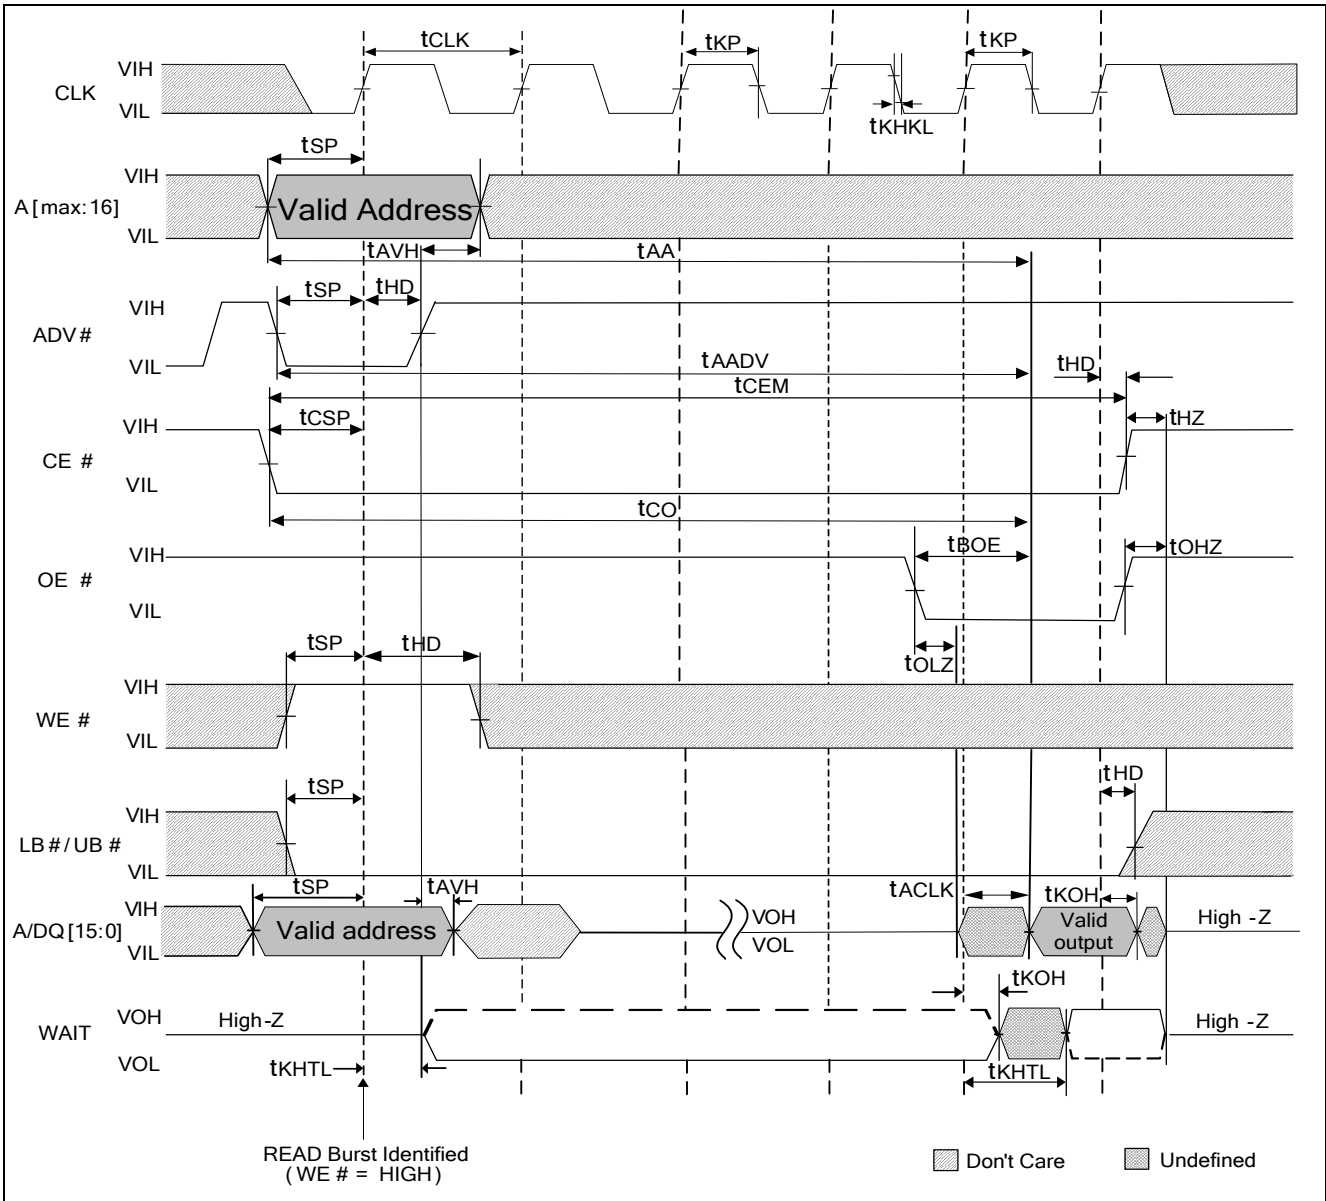 tCLK
tKP
tKP
VIH
CLK
VIL
tKHKL
tSP
VIH
A[max:16]
Valid Address
VIL
tAVH
tAA
tSP
tHD
VIH
ADV#
VIL
tAADV
tHD
tCEM
VIH
tCSP
tHZ
CE #
VIL
tCO
VIH
tBOE
tOHZ
OE #
VIL
tSP
tHD
tOLZ
VIH
WE #
VIL
tHD
tSP
VIH
LB#/UB #
VIL
tSP
tAVH
tACLK
tKOH
VIH
A/DQ[15:0]
Valid address
VOH
VOL
Valid
output
High -Z
VIL
tKOH
VOH
WAIT
High-Z
High -Z
VOL
tKHTL
tKHTL
READ Burst Identified
(WE # = HIGH)
Don't Care
Undefined